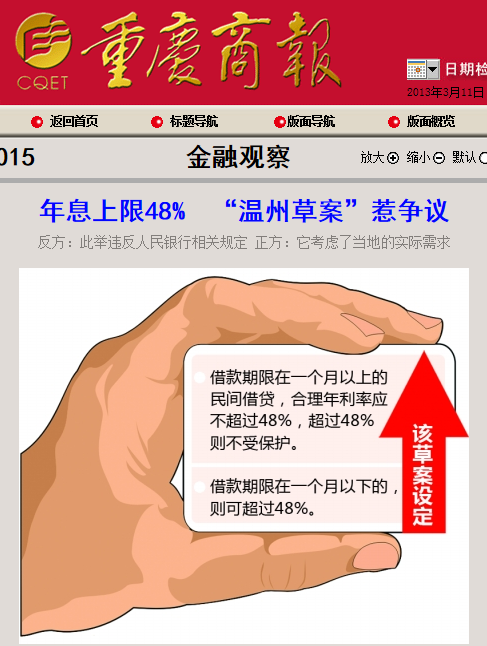 重慶商報
CQET
日期检
2013年3月11日
返回首页 标题导航 版面导航 版面概览
015 金融观察 放大 缩小 默认
年息上限48% “温州草案”惹争议
反方：此举违反人民银行相关规定 正方：它考虑了当地的实际需求
借款期限在一个月以上的
民间借贷，合理年利率应
不超过48%，超过48%
则不受保护。
借款期限在一个月以下的，
则可超过48%。
该草案设定